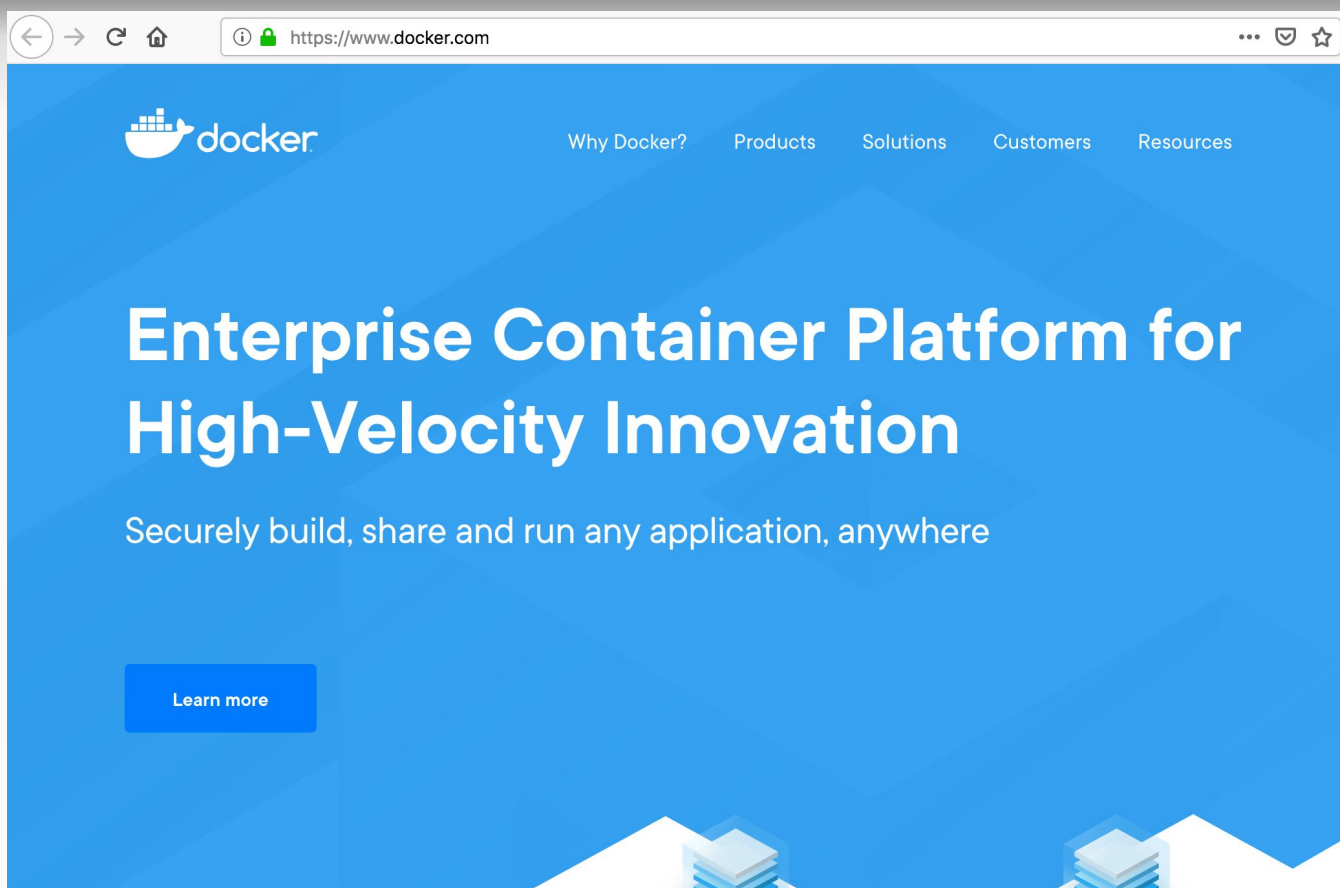 https://www.docker.com
docker
Why Docker? Products Solutions Customers Resources
Enterprise Container Platform for
High-Velocity Innovation
Securely build, share and run any application, anywhere
Learn more